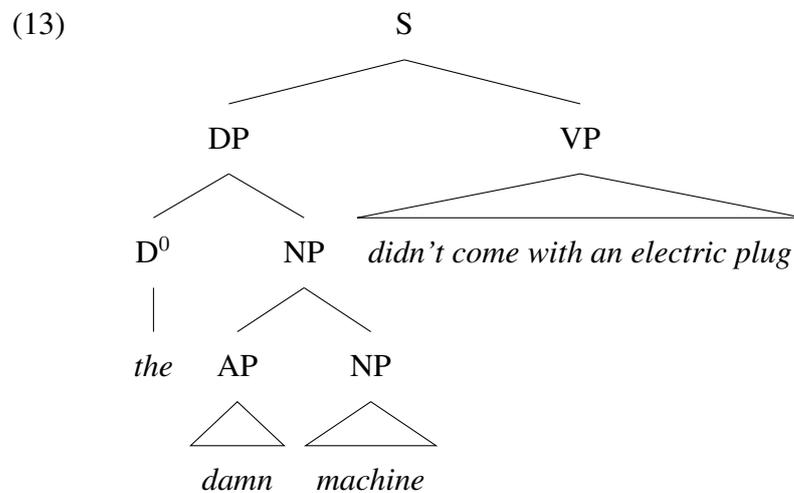 (13) S
DP VP
D⁰ NP didn't come with an electric plug
the AP NP
damn machine